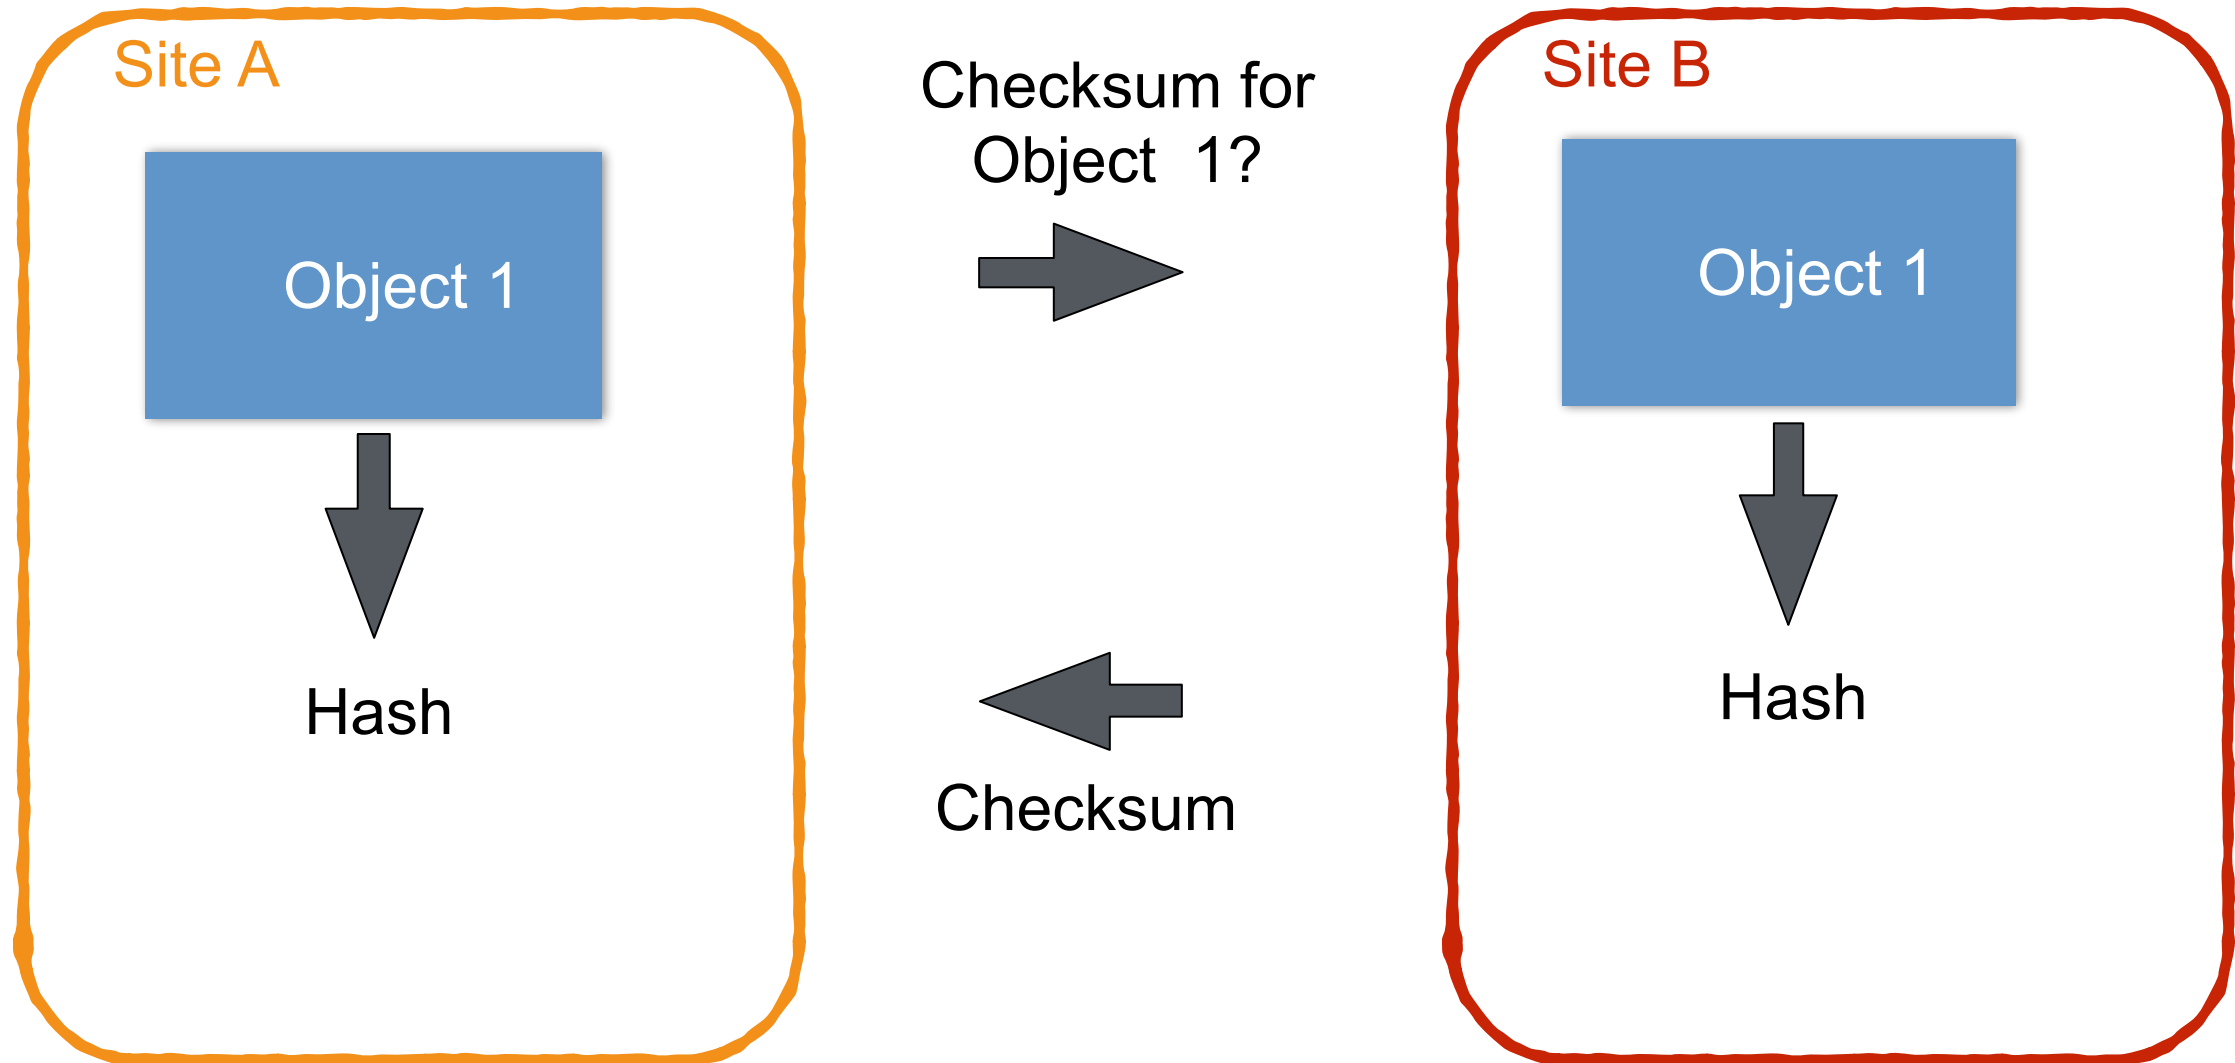 Site A
Object 1
Hash
Checksum for
Object  1?
Checksum
Site B
Object 1
Hash